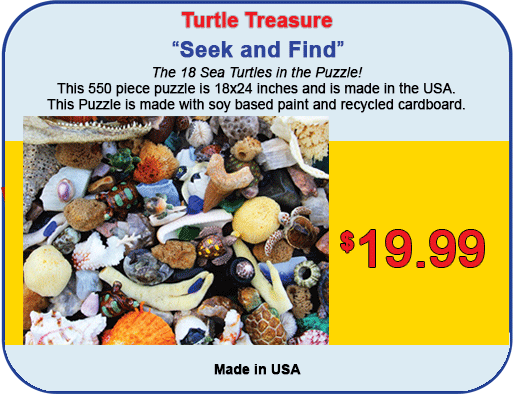 Turtle Treasure
“Seek and Find”
The 18 Sea Turtles in the Puzzle!
This 550 piece puzzle is 18x24 inches and is made in the USA.
This Puzzle is made with soy based paint and recycled cardboard.
$19.99
Made in USA